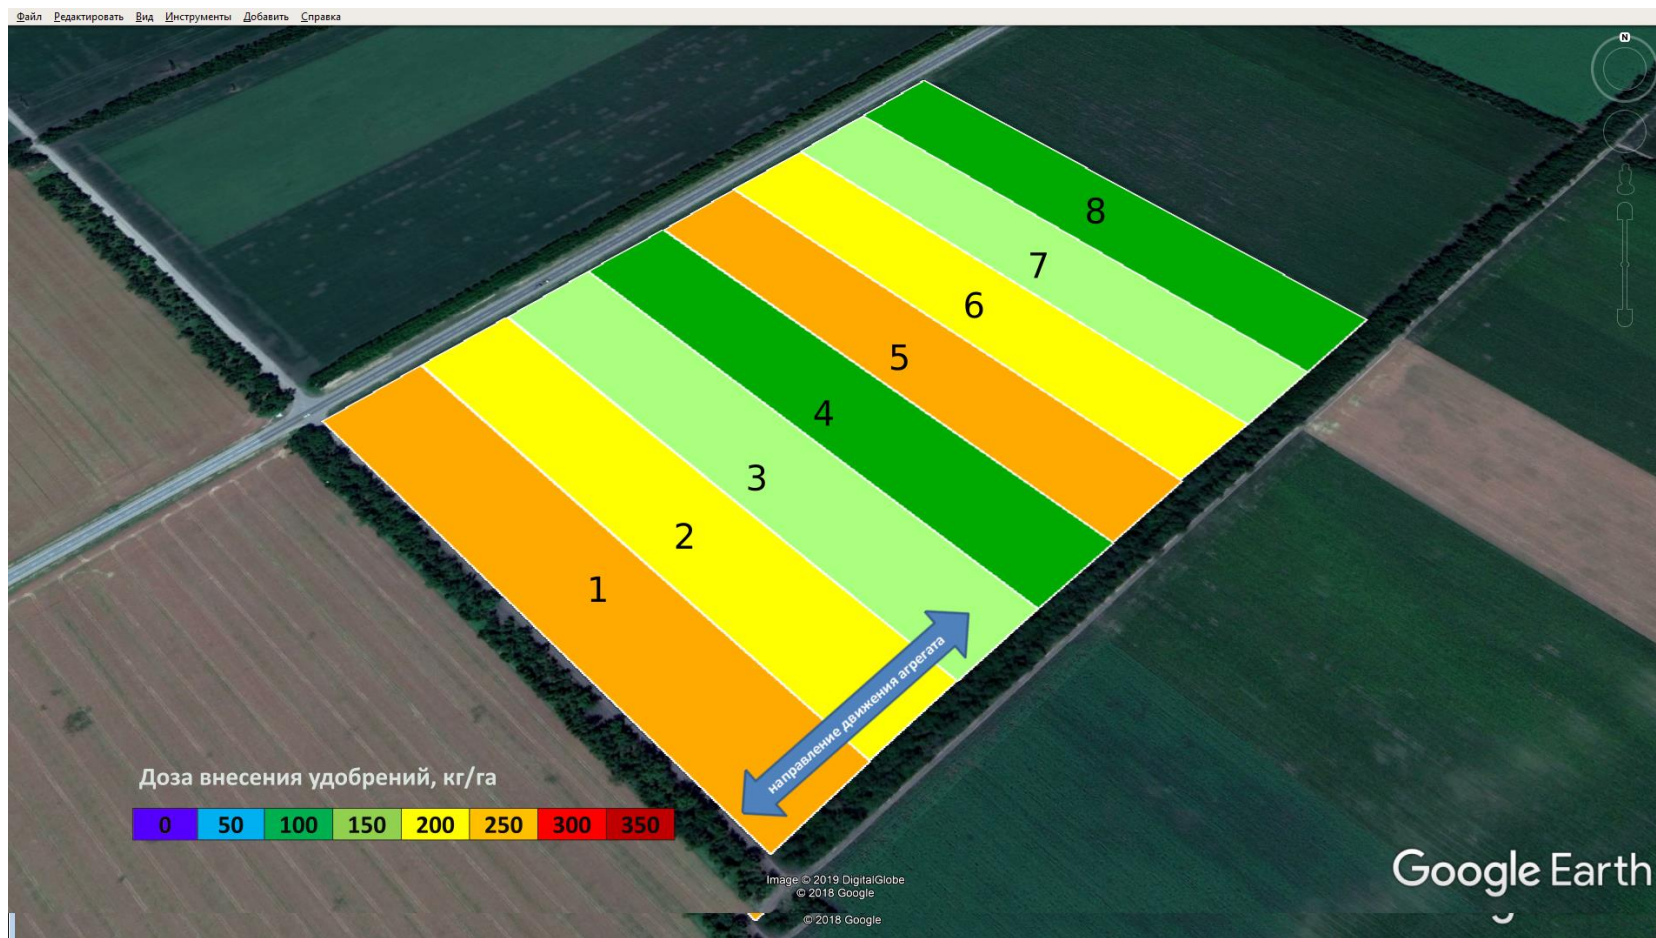 Файл Редактировать Вид Инструменты Добавить Справка
N
8
7
6
5
4
3
2
1
направление движения агрегата
Доза внесения удобрений, кг/га
0 50 100 150 200 250 300 350
Image © 2019 DigitalGlobe
© 2018 Google
Google Earth
© 2018 Google